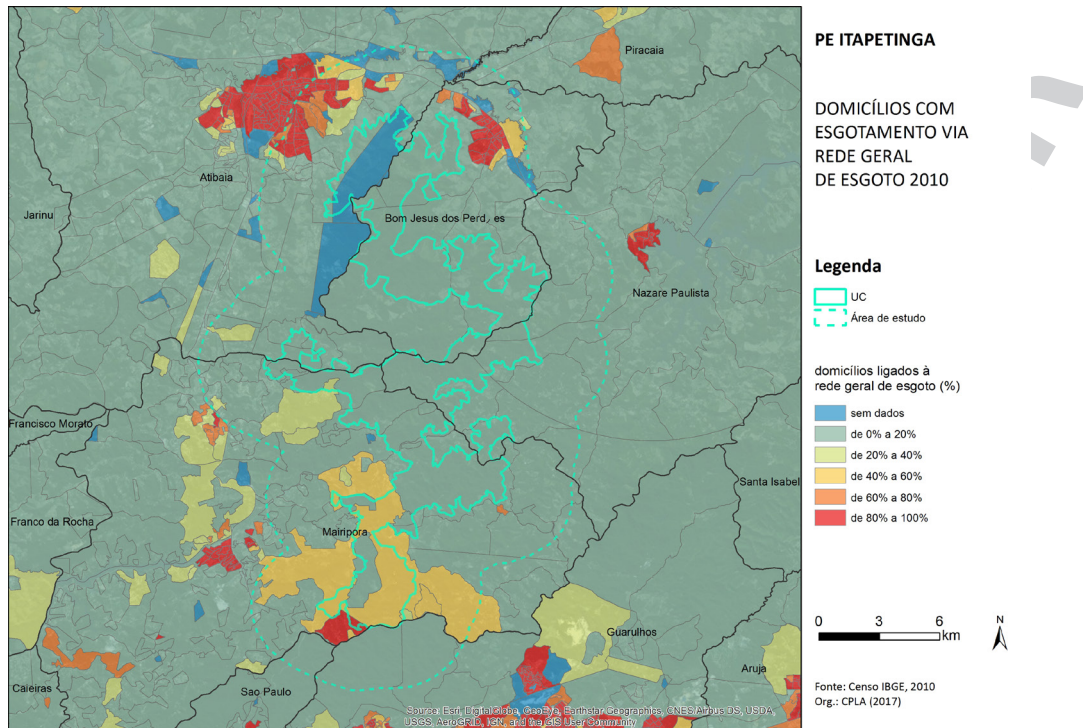 PE ITAPETINGA
DOMICÍLIOS COM
ESGOTAMENTO VIA
REDE GERAL
DE ESGOTO 2010
Legenda
UC
Área de estudo
domicílios ligados à
rede geral de esgoto (%)
sem dados
de 0% a 20%
de 20% a 40%
de 40% a 60%
de 60% a 80%
de 80% a 100%
0 3 6
km
N
Fonte: Censo IBGE, 2010
Org.: CPLA (2017)
Piracaia
Atibaia
Jarinu
Bom Jesus dos Perd es
Nazare Paulista
Francisco Morato
Santa Isabel
Franco da Rocha
Mairipora
Guarulhos
Aruja
Caieiras
Sao Paulo
Source: Esri, DigitalGlobe, GeoEye, Earthstar Geographics, CNES/Airbus DS, USDA,
USGS, AeroGRID, IGN, and the GIS User Community